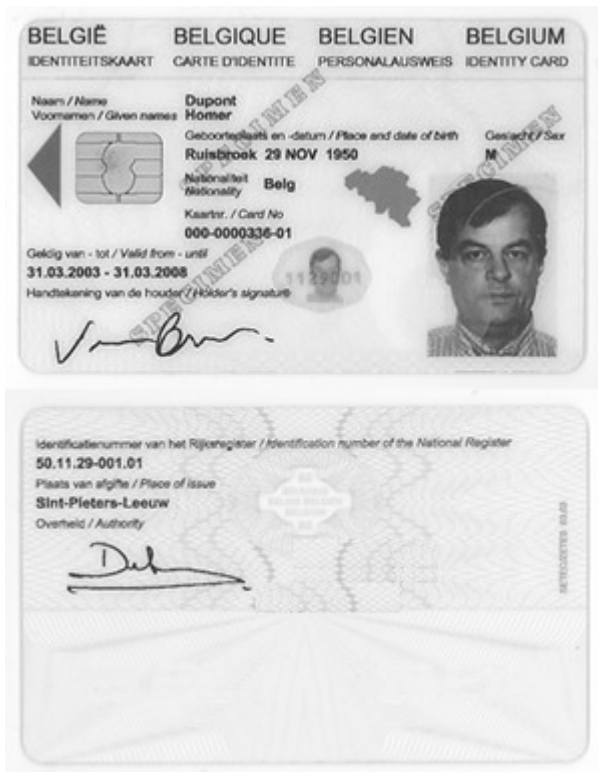 BELGIË BELGIQUE BELGIEN BELGIUM
IDENTITEITSKAART CARTE D'IDENTITE PERSONALAUSWEIS IDENTITY CARD
Naam / Name Dupont
Voornamen / Given names Homer
Geboorteplaats en -datum / Place and date of birth Geslacht / Sex
Ruisbroek 29 NOV 1950 M
Nationaliteit
Nationality Belg
Kaartnr. / Card No
000-0000336-01
Geldig van - tot / Valid from - until
31.03.2003 - 31.03.2008
1129001
Handtekening van de houder / Holder's signature
SPECIMEN
SPECIMEN
SPECIMEN
Identificatienummer van het Rijksregister / Identification number of the National Register
50.11.29-001.01
Plaats van afgifte / Place of issue
Sint-Pieters-Leeuw
Overheid / Authority